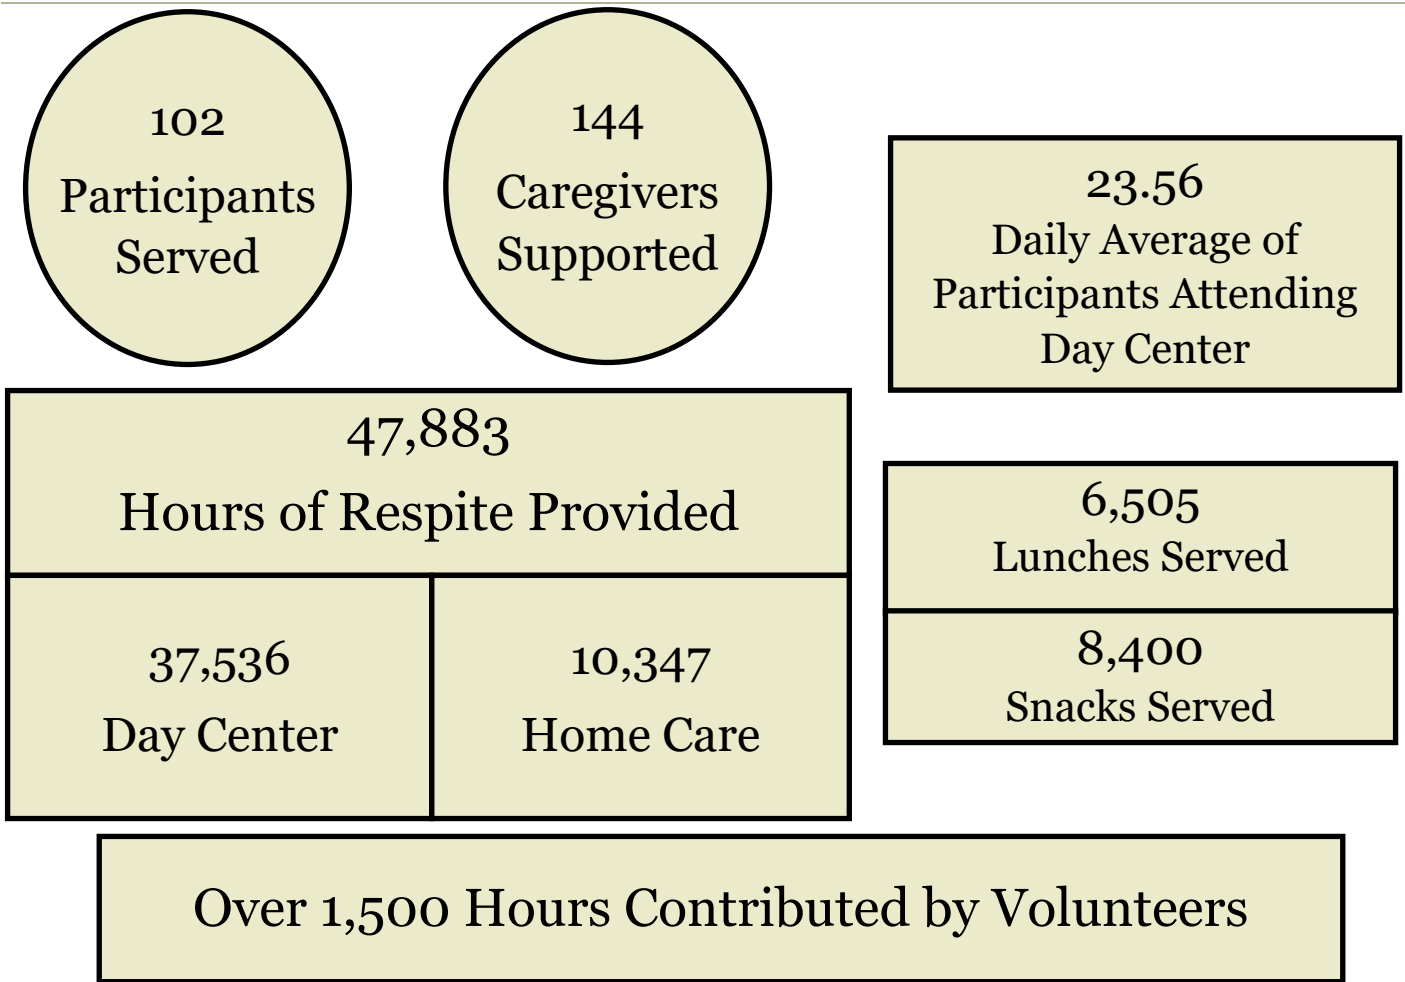 102
Participants
Served
144
Caregivers
Supported
23.56
Daily Average of
Participants Attending
Day Center
47,883
Hours of Respite Provided
37,536
Day Center
10,347
Home Care
6,505
Lunches Served
8,400
Snacks Served
Over 1,500 Hours Contributed by Volunteers